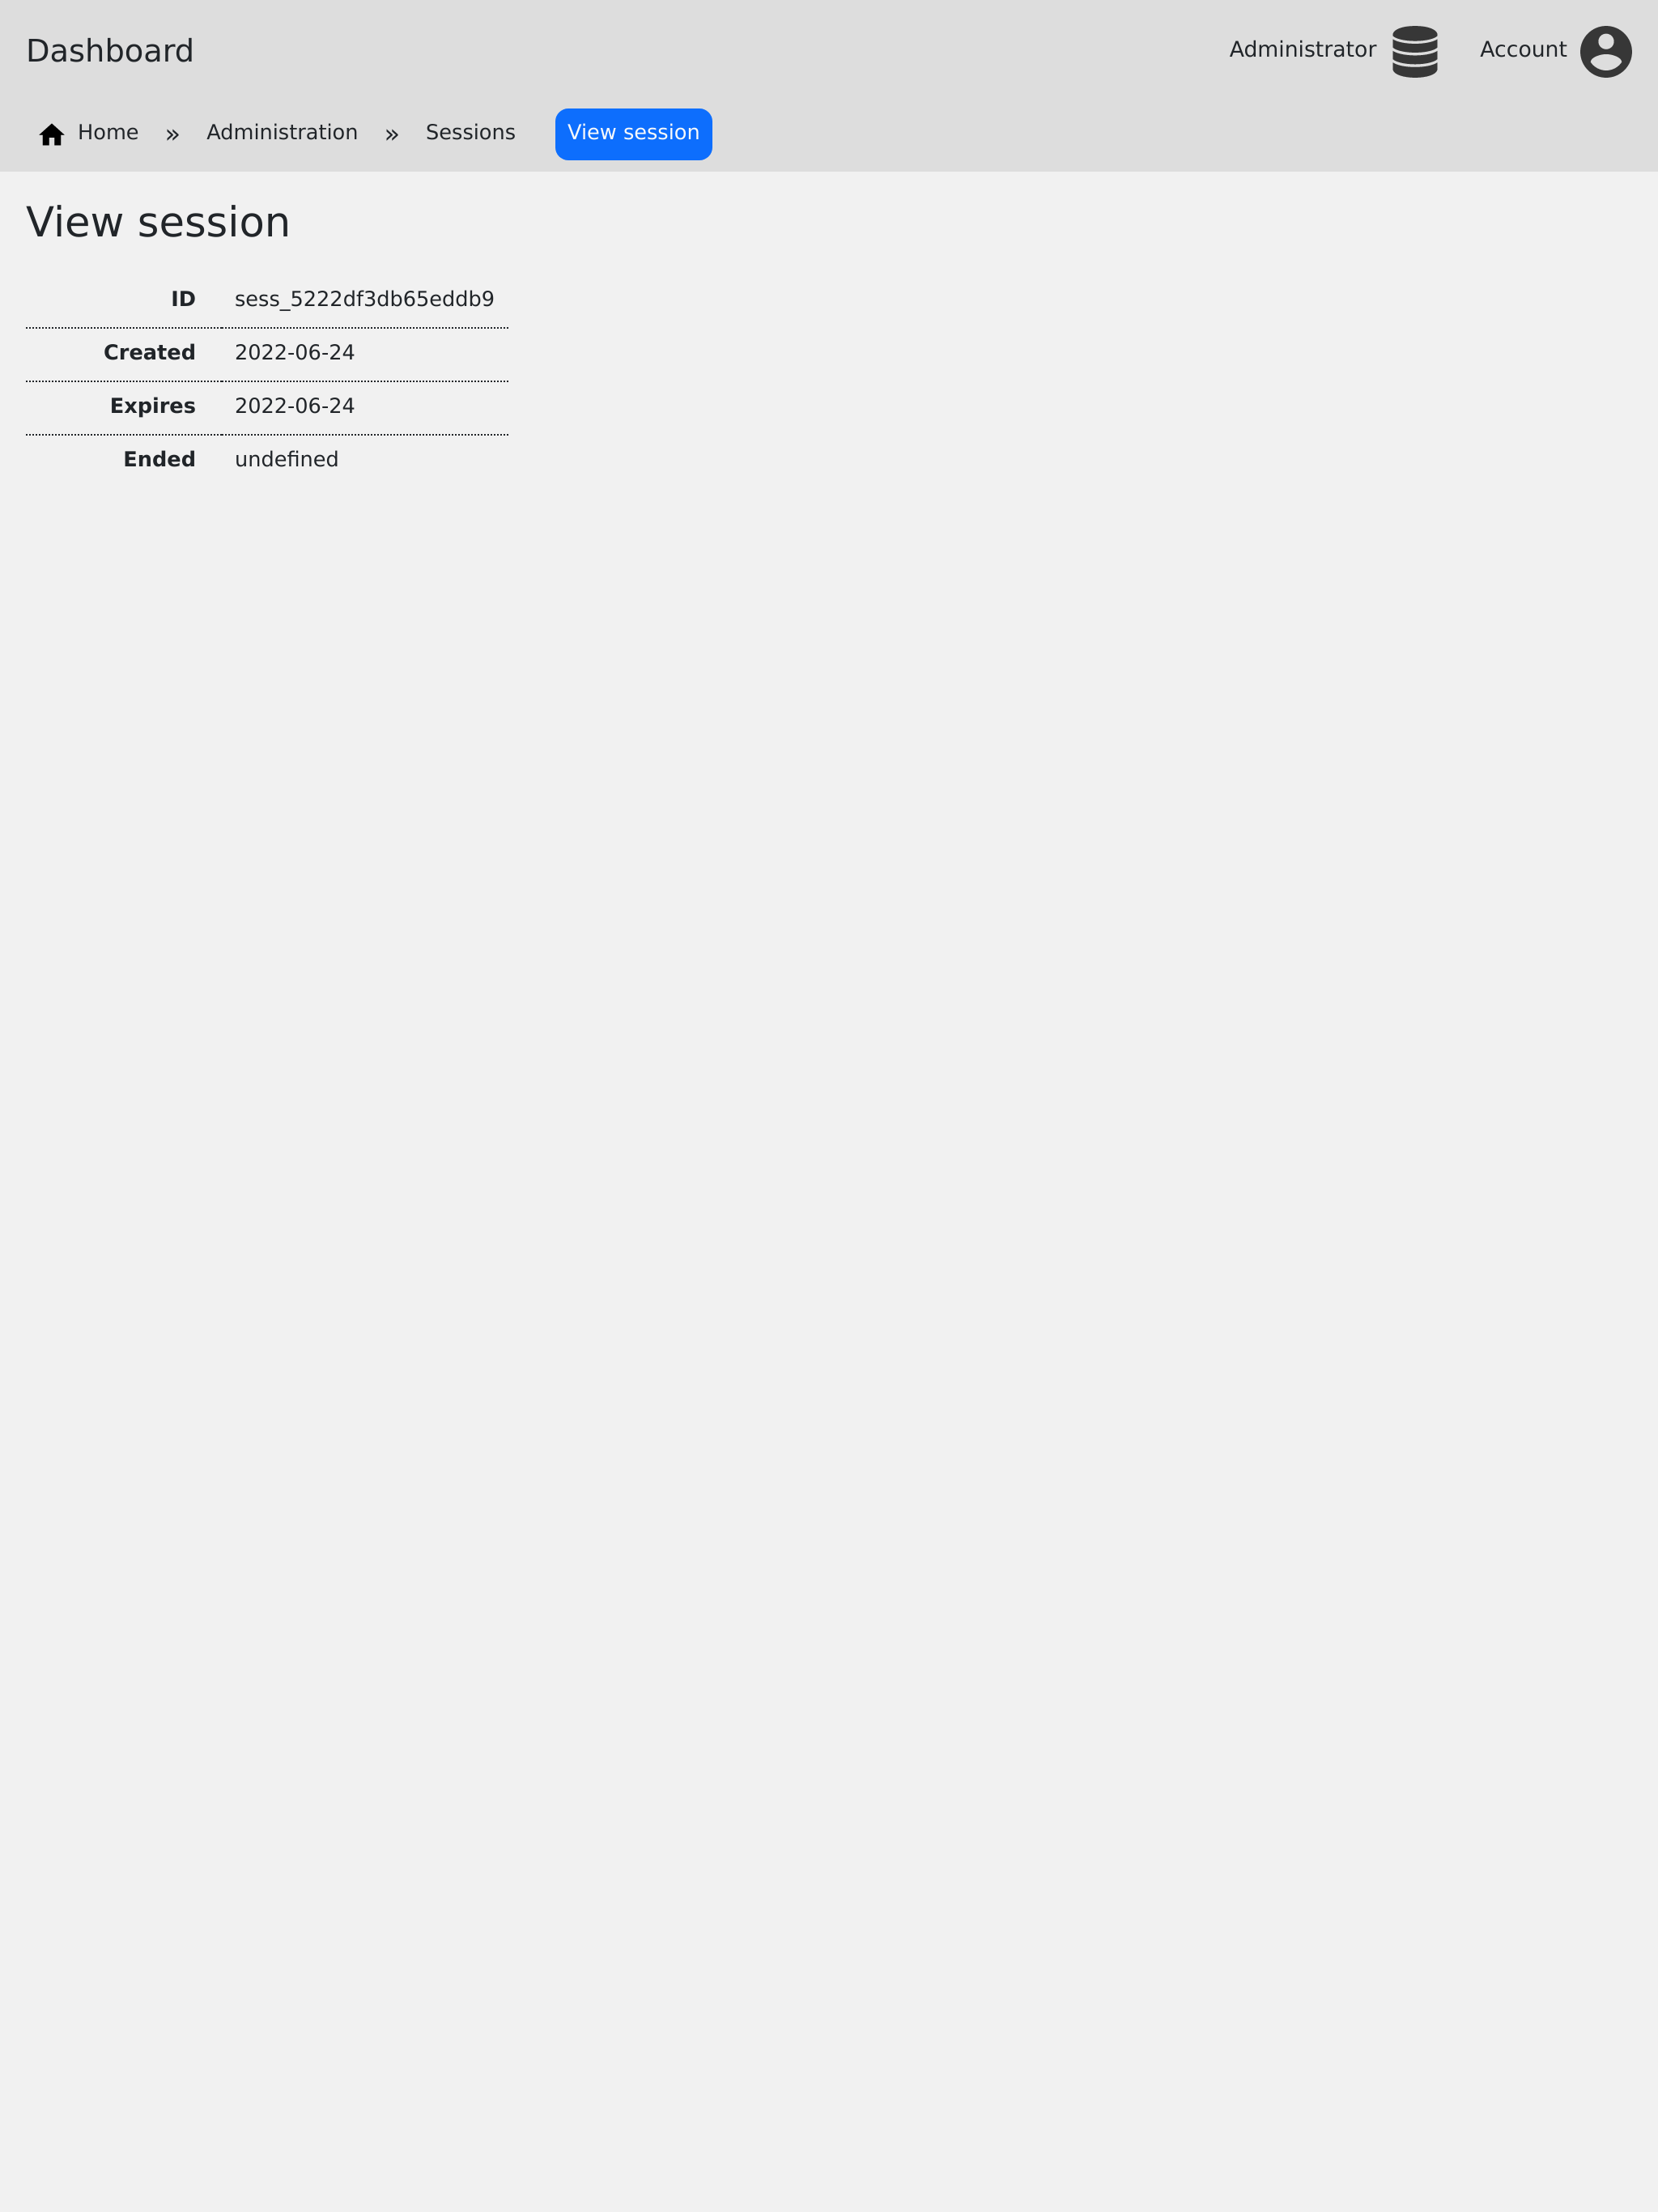 Dashboard
Administrator
Account
Home » Administration » Sessions View session
View session
ID sess_5222df3db65eddb9
Created 2022-06-24
Expires 2022-06-24
Ended undefined